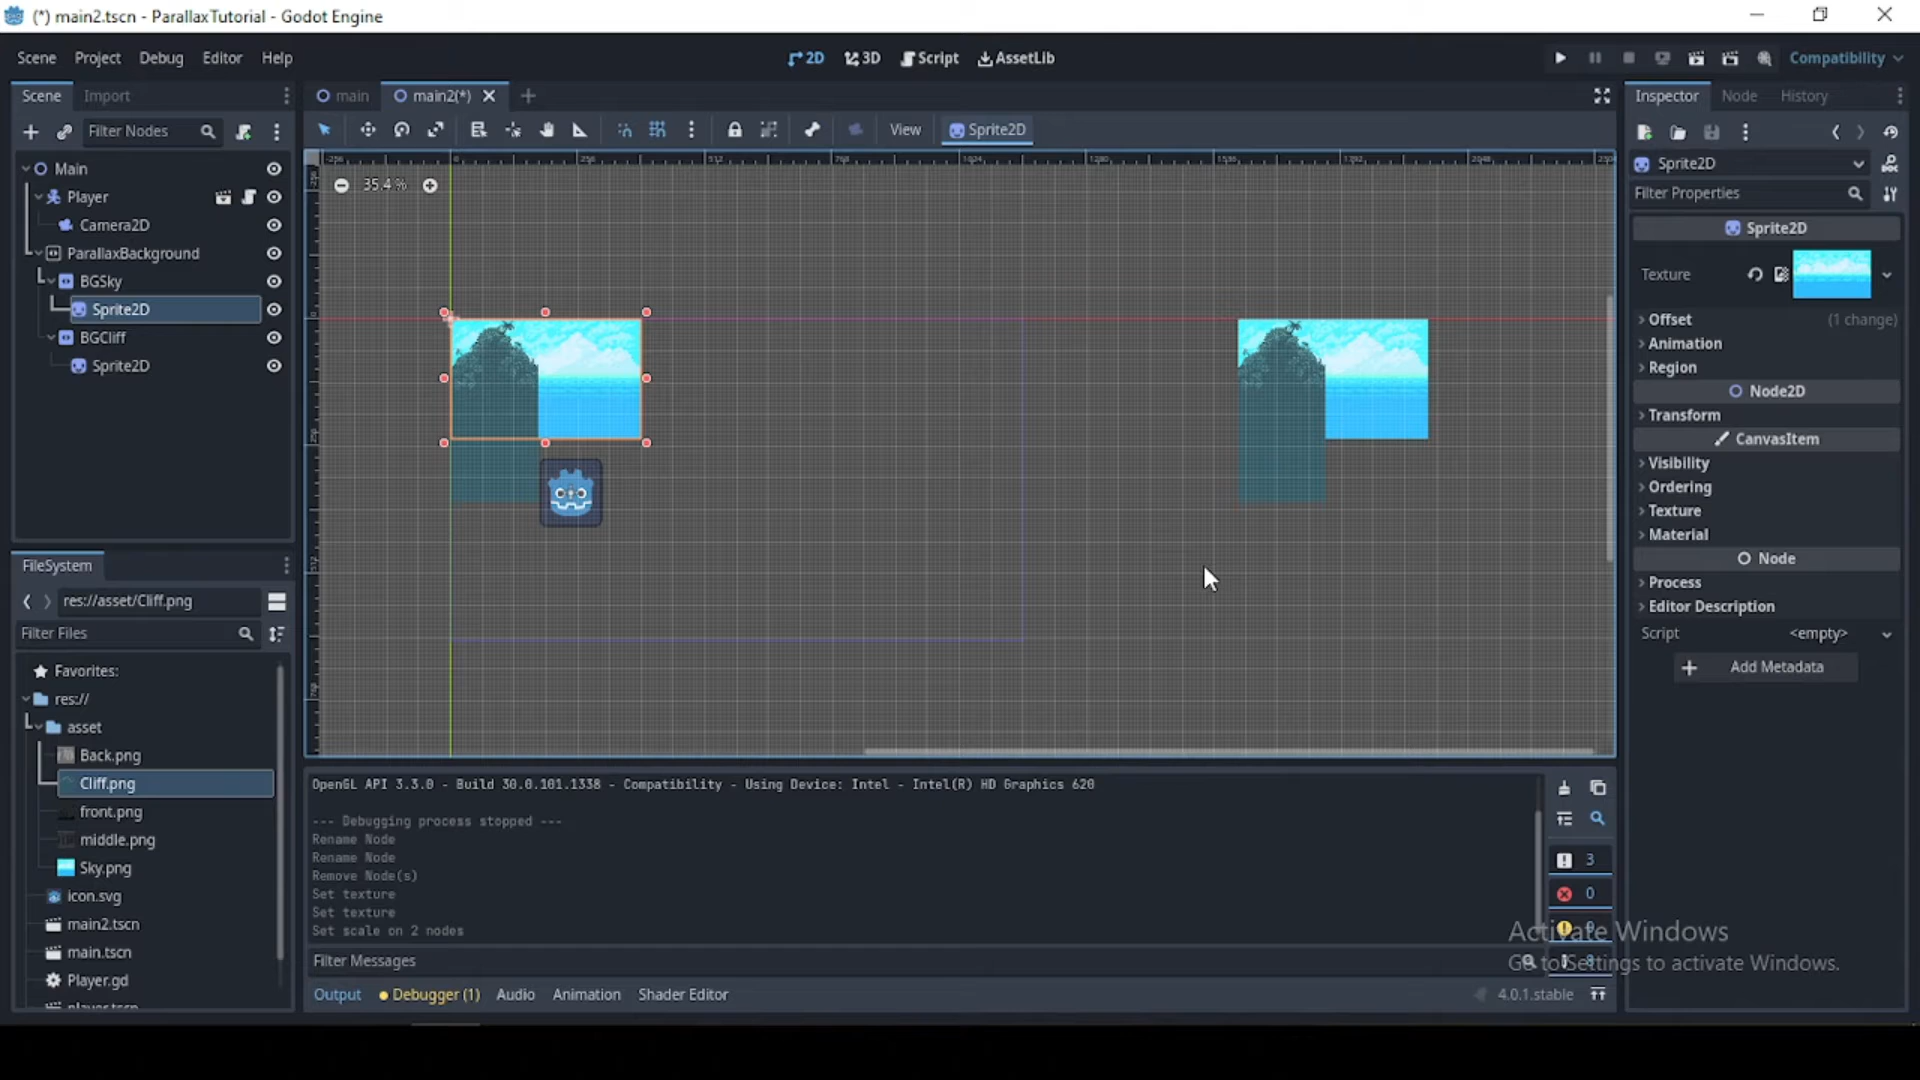 (*) main2.tscn - ParallaxTutorial - Godot Engine
Scene Project Debug Editor Help
2D 3D Script AssetLib
Compatibility
Scene Import
main main2(*)
Inspector Node History
Filter Nodes
View Sprite2D
Main
Player
Camera2D
ParallaxBackground
BGSky
Sprite2D
BGCliff
Sprite2D
35.4 %
Sprite2D
Filter Properties
Sprite2D
Texture
Offset (1 change)
Animation
Region
Node2D
Transform
CanvasItem
Visibility
Ordering
Texture
Material
Node
Process
Editor Description
Script <empty>
Add Metadata
FileSystem
res://asset/Cliff.png
Filter Files
Favorites:
res://
asset
Back.png
Cliff.png
front.png
middle.png
Sky.png
icon.svg
main2.tscn
main.tscn
Player.gd
player.tscn
OpenGL API 3.3.0 - Build 30.0.101.1338 - Compatibility - Using Device: Intel - Intel(R) HD Graphics 620
--- Debugging process stopped ---
Rename Node
Rename Node
Remove Node(s)
Set texture
Set texture
Set scale on 2 nodes
3
0
Filter Messages
Output Debugger (1) Audio Animation Shader Editor
4.0.1.stable
Activate Windows
Go to Settings to activate Windows.